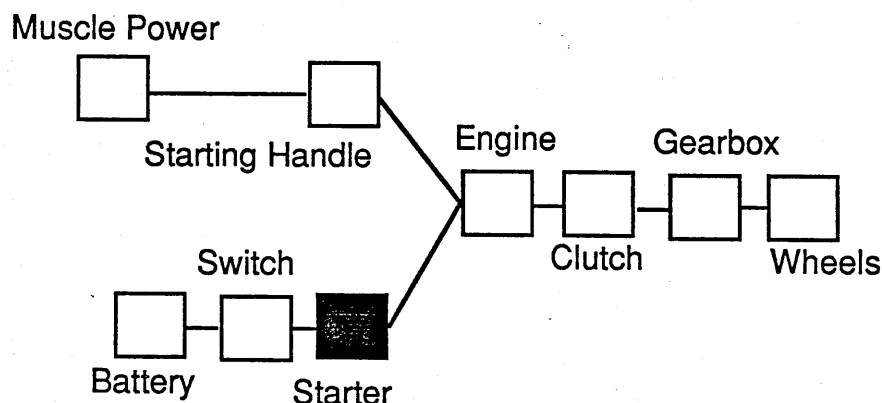 Muscle Power
Starting Handle
Engine
Gearbox
Clutch
Wheels
Switch
Battery
Starter